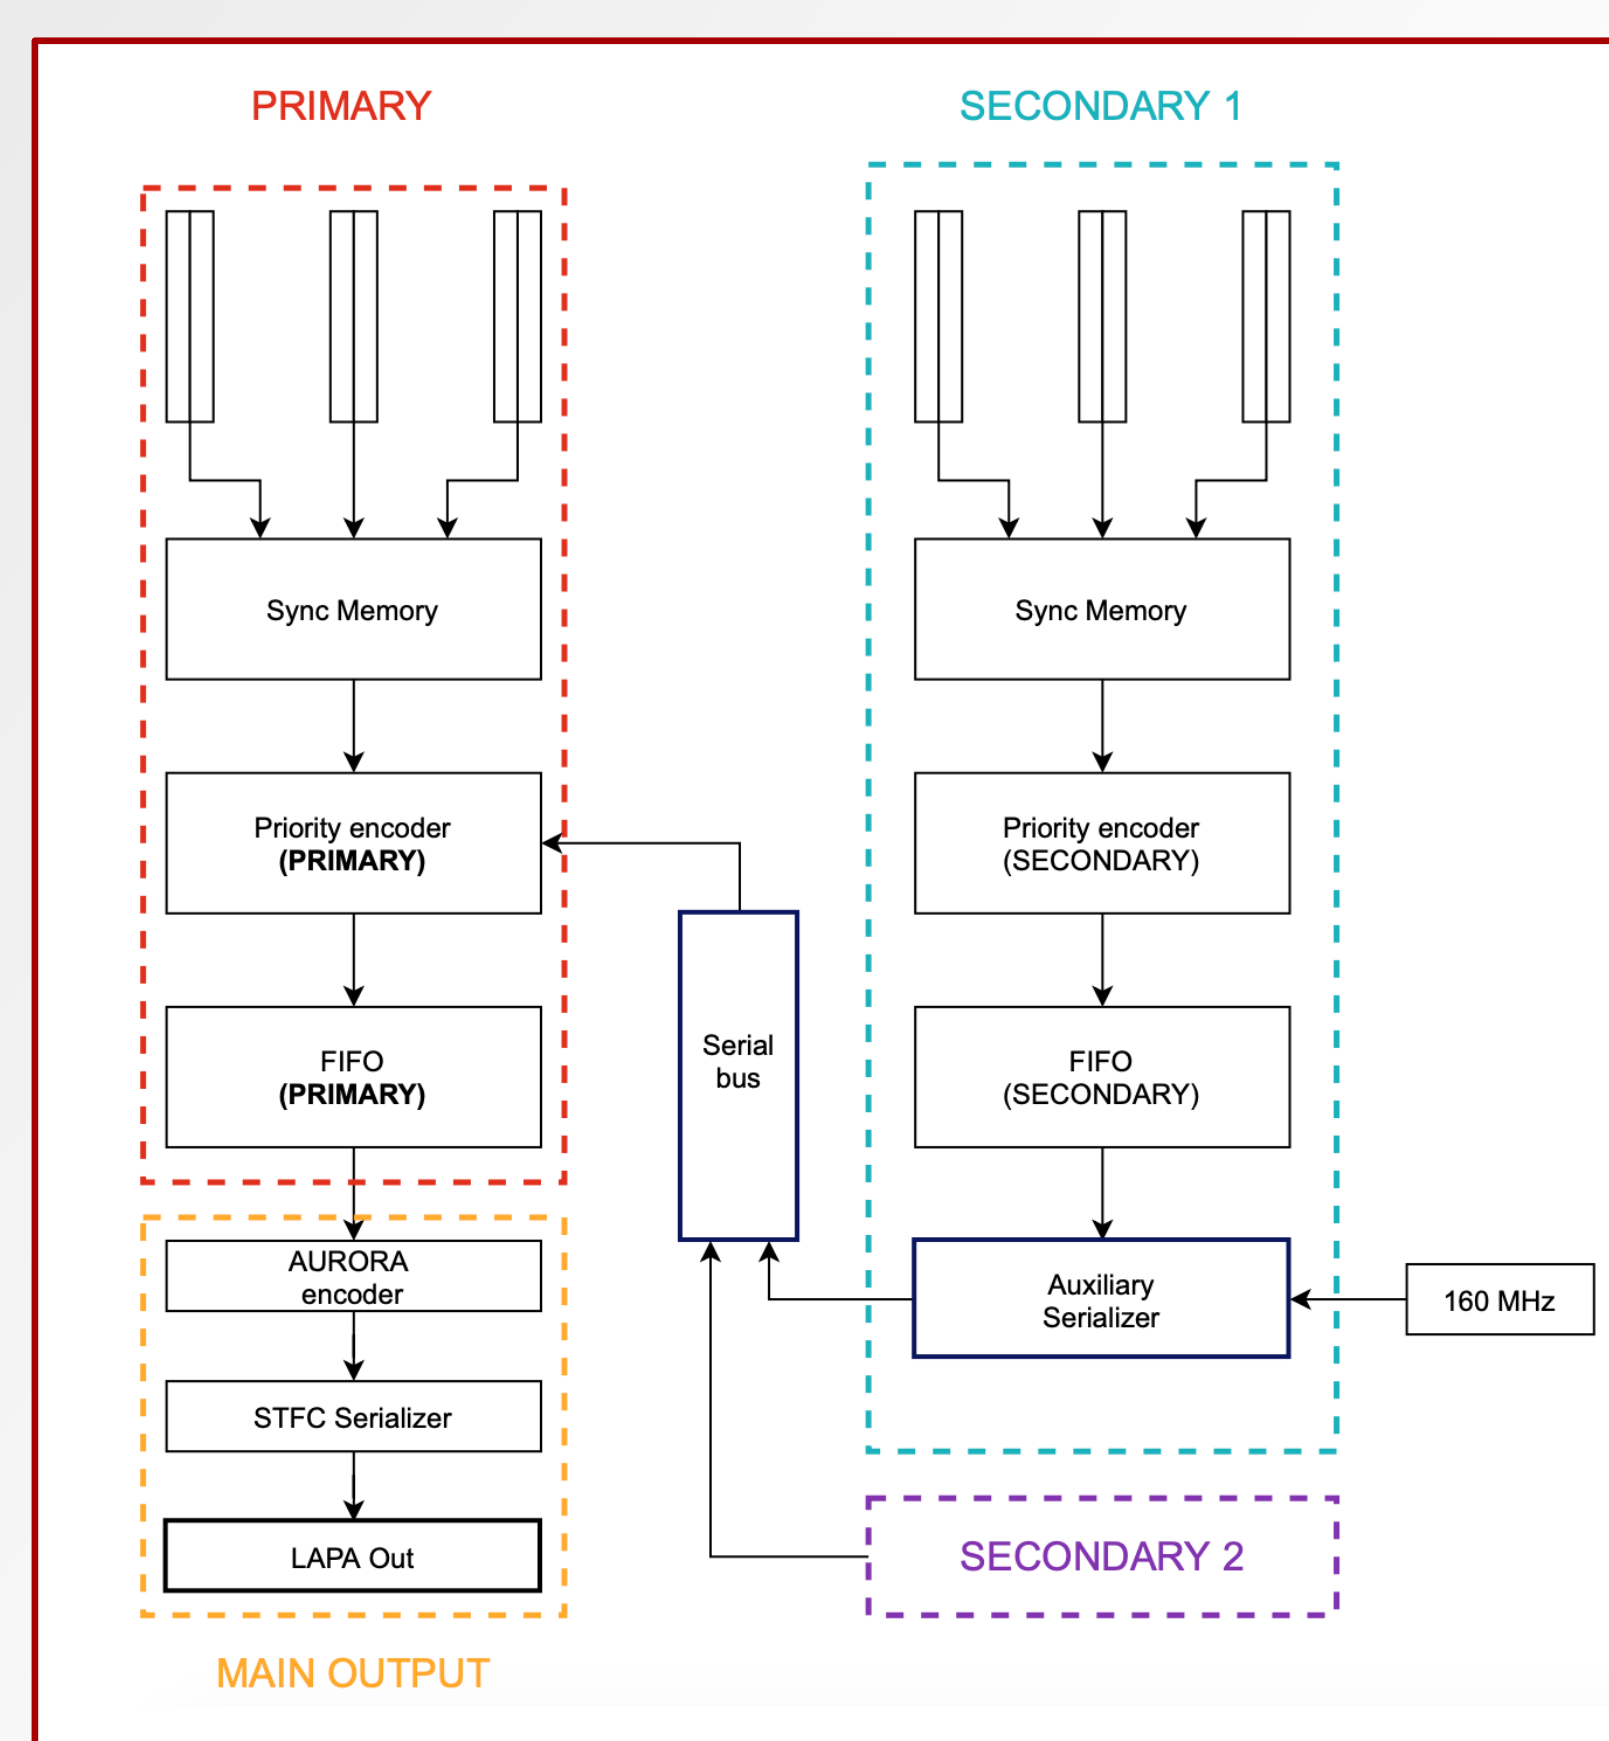 PRIMARY
Sync Memory
Priority encoder
(PRIMARY)
FIFO
(PRIMARY)
AURORA
encoder
STFC Serializer
LAPA Out
MAIN OUTPUT
Serial
bus
SECONDARY 1
Sync Memory
Priority encoder
(SECONDARY)
FIFO
(SECONDARY)
Auxiliary
Serializer
160 MHz
SECONDARY 2